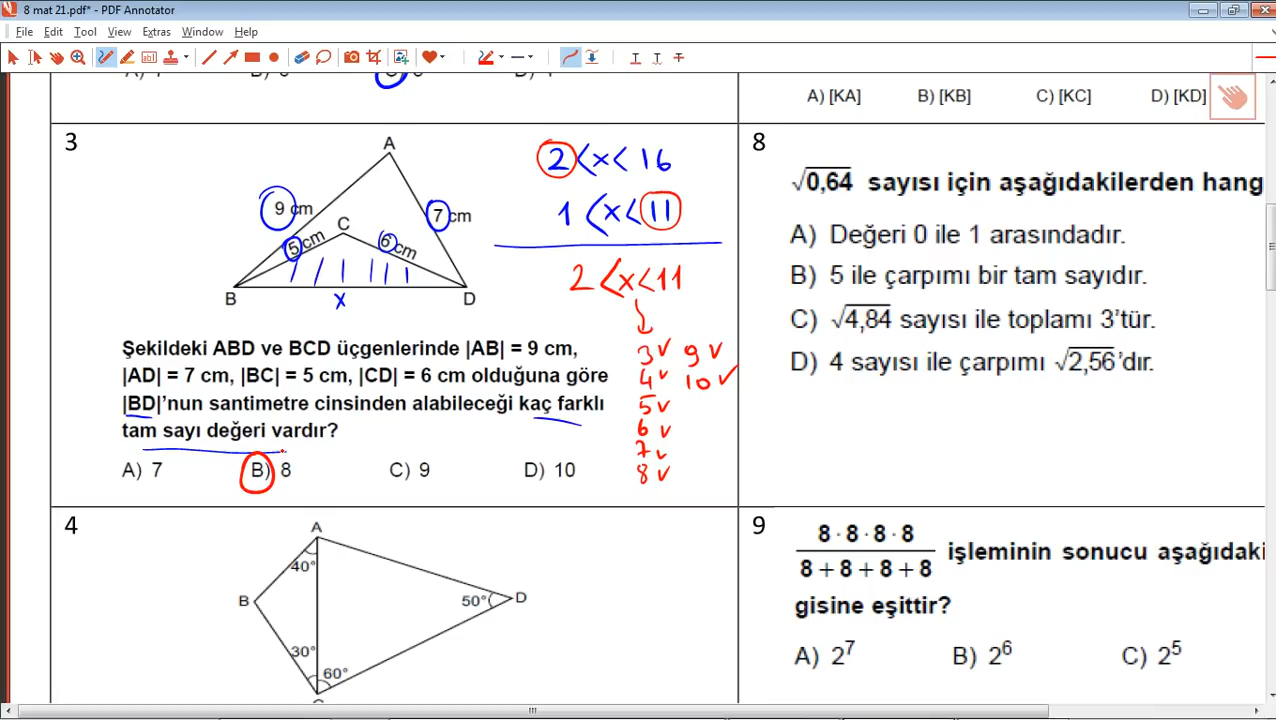 8 mat 21.pdf* - PDF Annotator
File Edit Tool View Extras Window Help
A) [KA] B) [KB] C) [KC] D) [KD]
3
A
9 cm
7 cm
C
5 cm
6 cm
B
D
x
2 < x < 16
1 < x < 11
2 < x < 11
3 ✓ 9 ✓
4 ✓ 10 ✓
5 ✓
6 ✓
7 ✓
8 ✓
Şekildeki ABD ve BCD üçgenlerinde |AB| = 9 cm,
|AD| = 7 cm, |BC| = 5 cm, |CD| = 6 cm olduğuna göre
|BD|'nun santimetre cinsinden alabileceği kaç farklı
tam sayı değeri vardır?
A) 7 B) 8 C) 9 D) 10
4
A
40°
B
50°
D
30°
60°
8
√0,64 sayısı için aşağıdakilerden hang
A) Değeri 0 ile 1 arasındadır.
B) 5 ile çarpımı bir tam sayıdır.
C) √4,84 sayısı ile toplamı 3'tür.
D) 4 sayısı ile çarpımı √2,56'dır.
9
8 · 8 · 8 · 8
8 + 8 + 8 + 8
işleminin sonucu aşağıdaki
gisine eşittir?
A) 2⁷ B) 2⁶ C) 2⁵